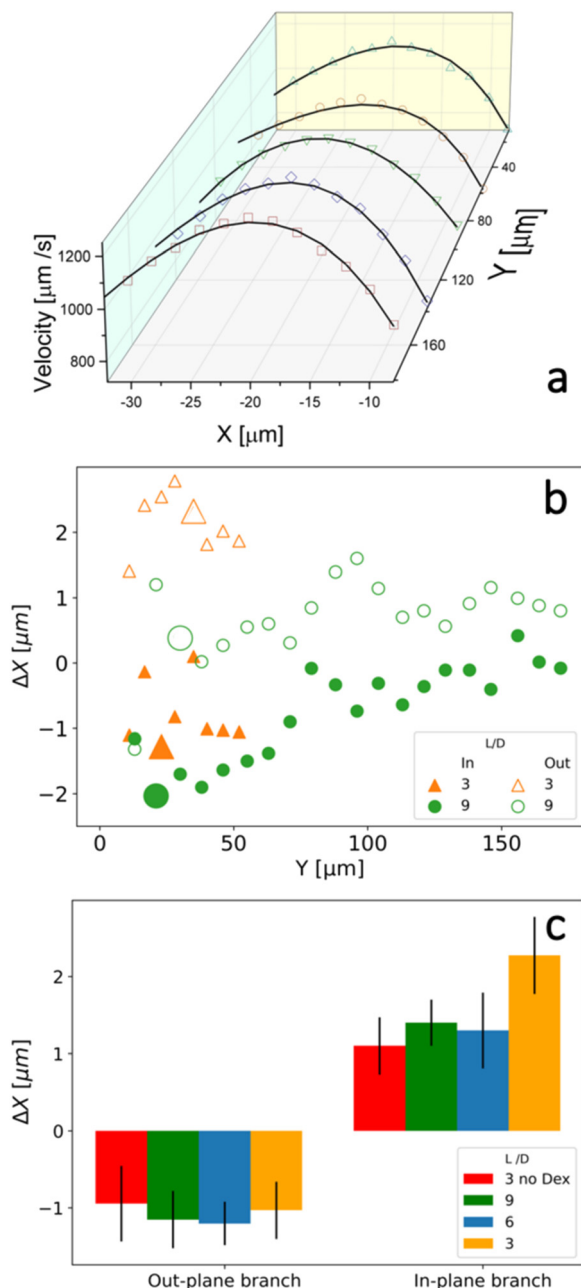 1200
1000
800
Velocity [μm /s]
-30
-25
-20
-15
-10
X [μm]
40
80
120
160
Y [μm]
a
b
2
1
0
−1
−2
ΔX [μm]
0
50
100
150
Y [μm]
L/D
In Out
3 3
9 9
c
2
1
0
−1
ΔX [μm]
L /D
3 no Dex
9
6
3
Out-plane branch In-plane branch